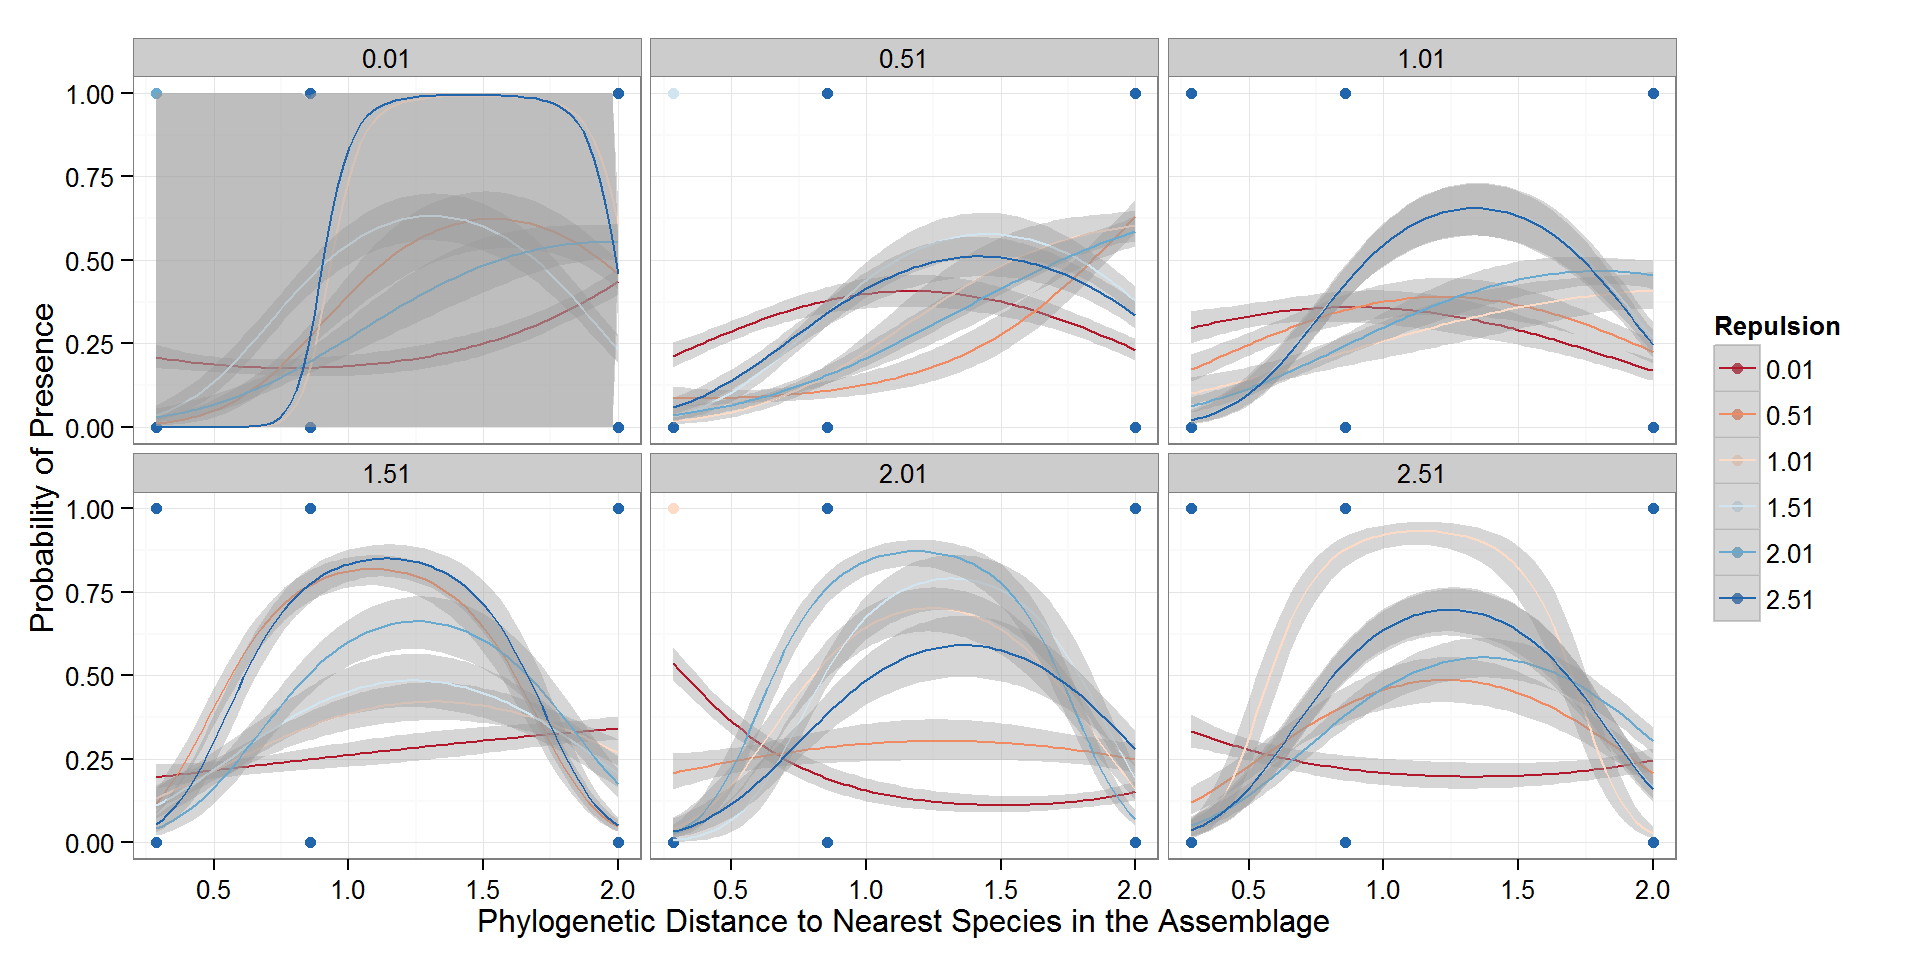 0.01 0.51 1.01
1.00
0.75
0.50
0.25
0.00
1.51 2.01 2.51
1.00
0.75
0.50
0.25
0.00
0.5 1.0 1.5 2.0 0.5 1.0 1.5 2.0 0.5 1.0 1.5 2.0
Phylogenetic Distance to Nearest Species in the Assemblage
Probability of Presence
Repulsion
0.01
0.51
1.01
1.51
2.01
2.51